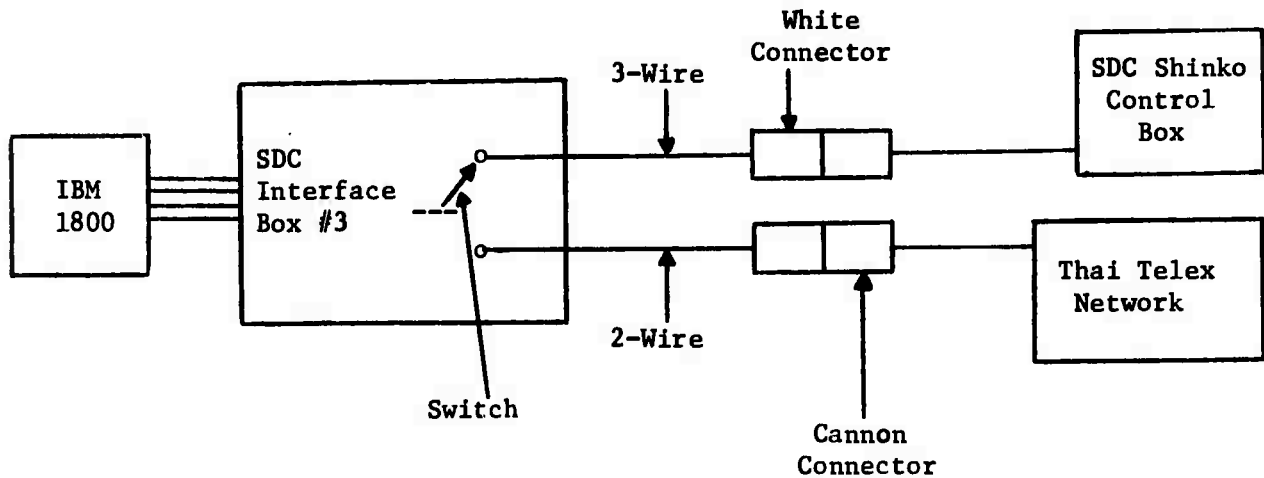 White
Connector
3-Wire
SDC Shinko
Control
Box
IBM
1800
SDC
Interface
Box #3
Thai Telex
Network
2-Wire
Switch
Cannon
Connector